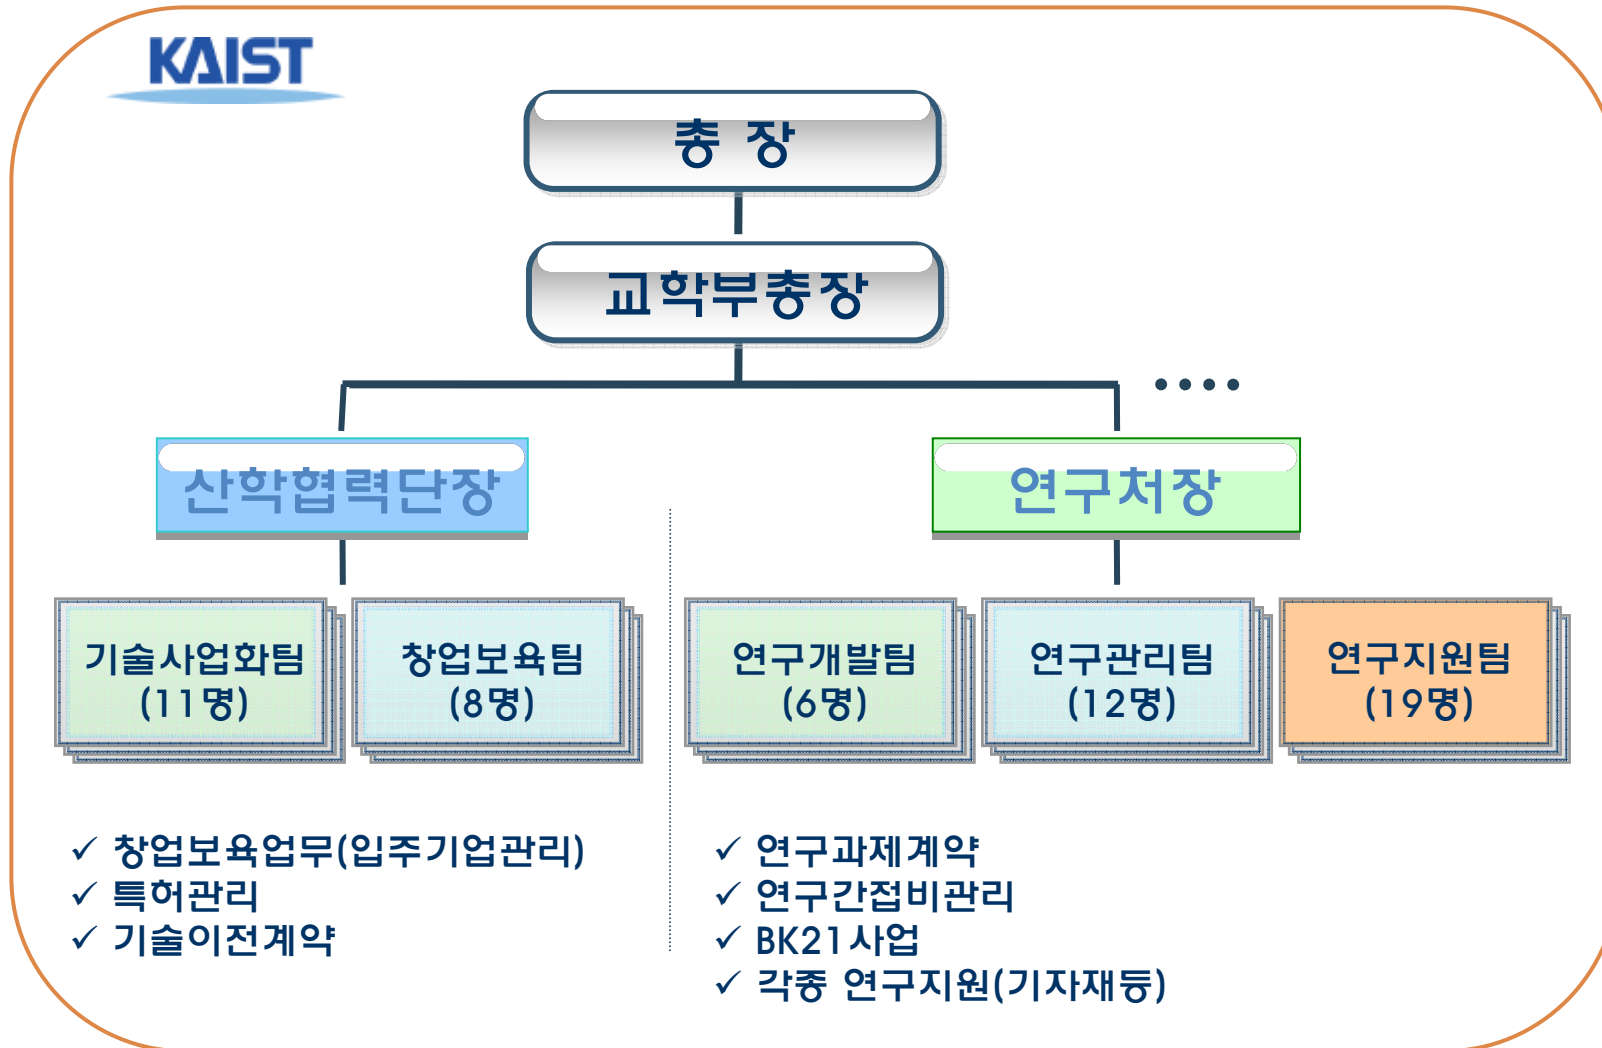 KAIST
총 장
교학부총장
산학협력단장
연구처장
기술사업화팀
(11명)
창업보육팀
(8명)
연구개발팀
(6명)
연구관리팀
(12명)
연구지원팀
(19명)
✓ 창업보육업무(입주기업관리)
✓ 특허관리
✓ 기술이전계약
✓ 연구과제계약
✓ 연구간접비관리
✓ BK21사업
✓ 각종 연구지원(기자재등)